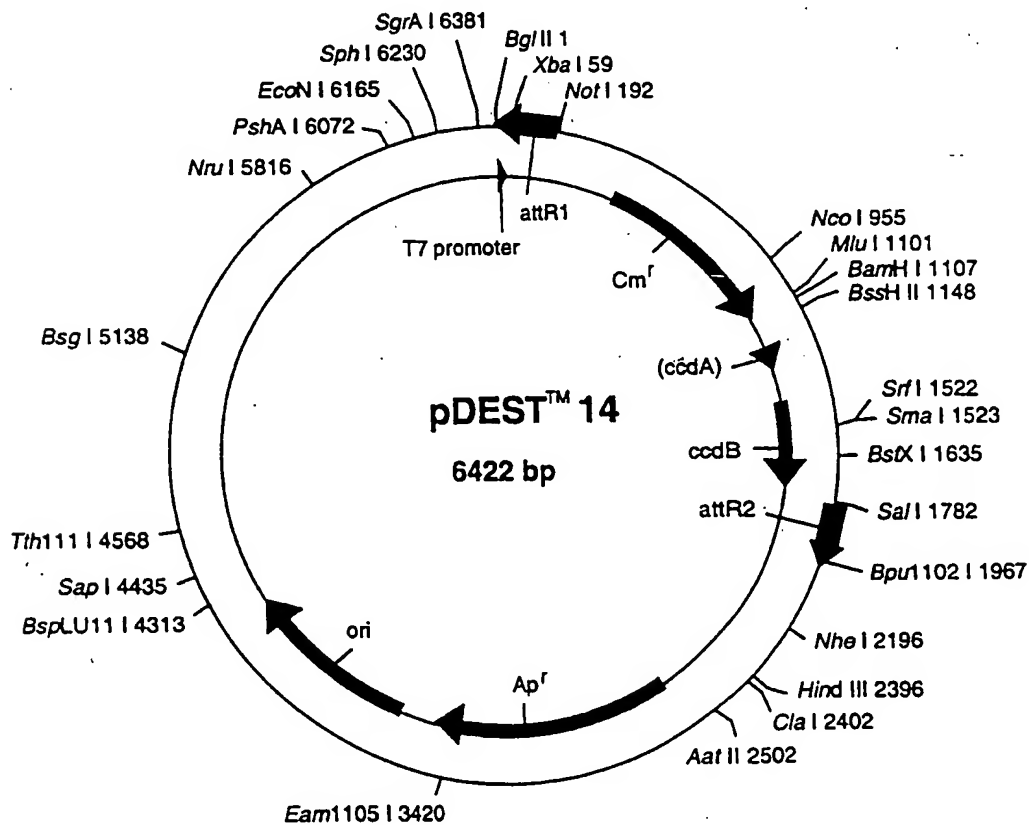 SgrA I 6381
Sph I 6230
EcoN I 6165
PshA I 6072
Nru I 5816
Bgl II 1
Xba I 59
Not I 192
attR1
T7 promoter
Cmr
Nco I 955
Mlu I 1101
BamH I 1107
BssH II 1148
Bsg I 5138
(ccdA)
pDEST™ 14
6422 bp
Srf I 1522
Sma I 1523
ccdB
BstX I 1635
attR2
Sal I 1782
Bpu1102 I 1967
Tth111 I 4568
Sap I 4435
BspLU11 I 4313
ori
Apr
Nhe I 2196
Hind III 2396
Cla I 2402
Aat II 2502
Eam1105 I 3420